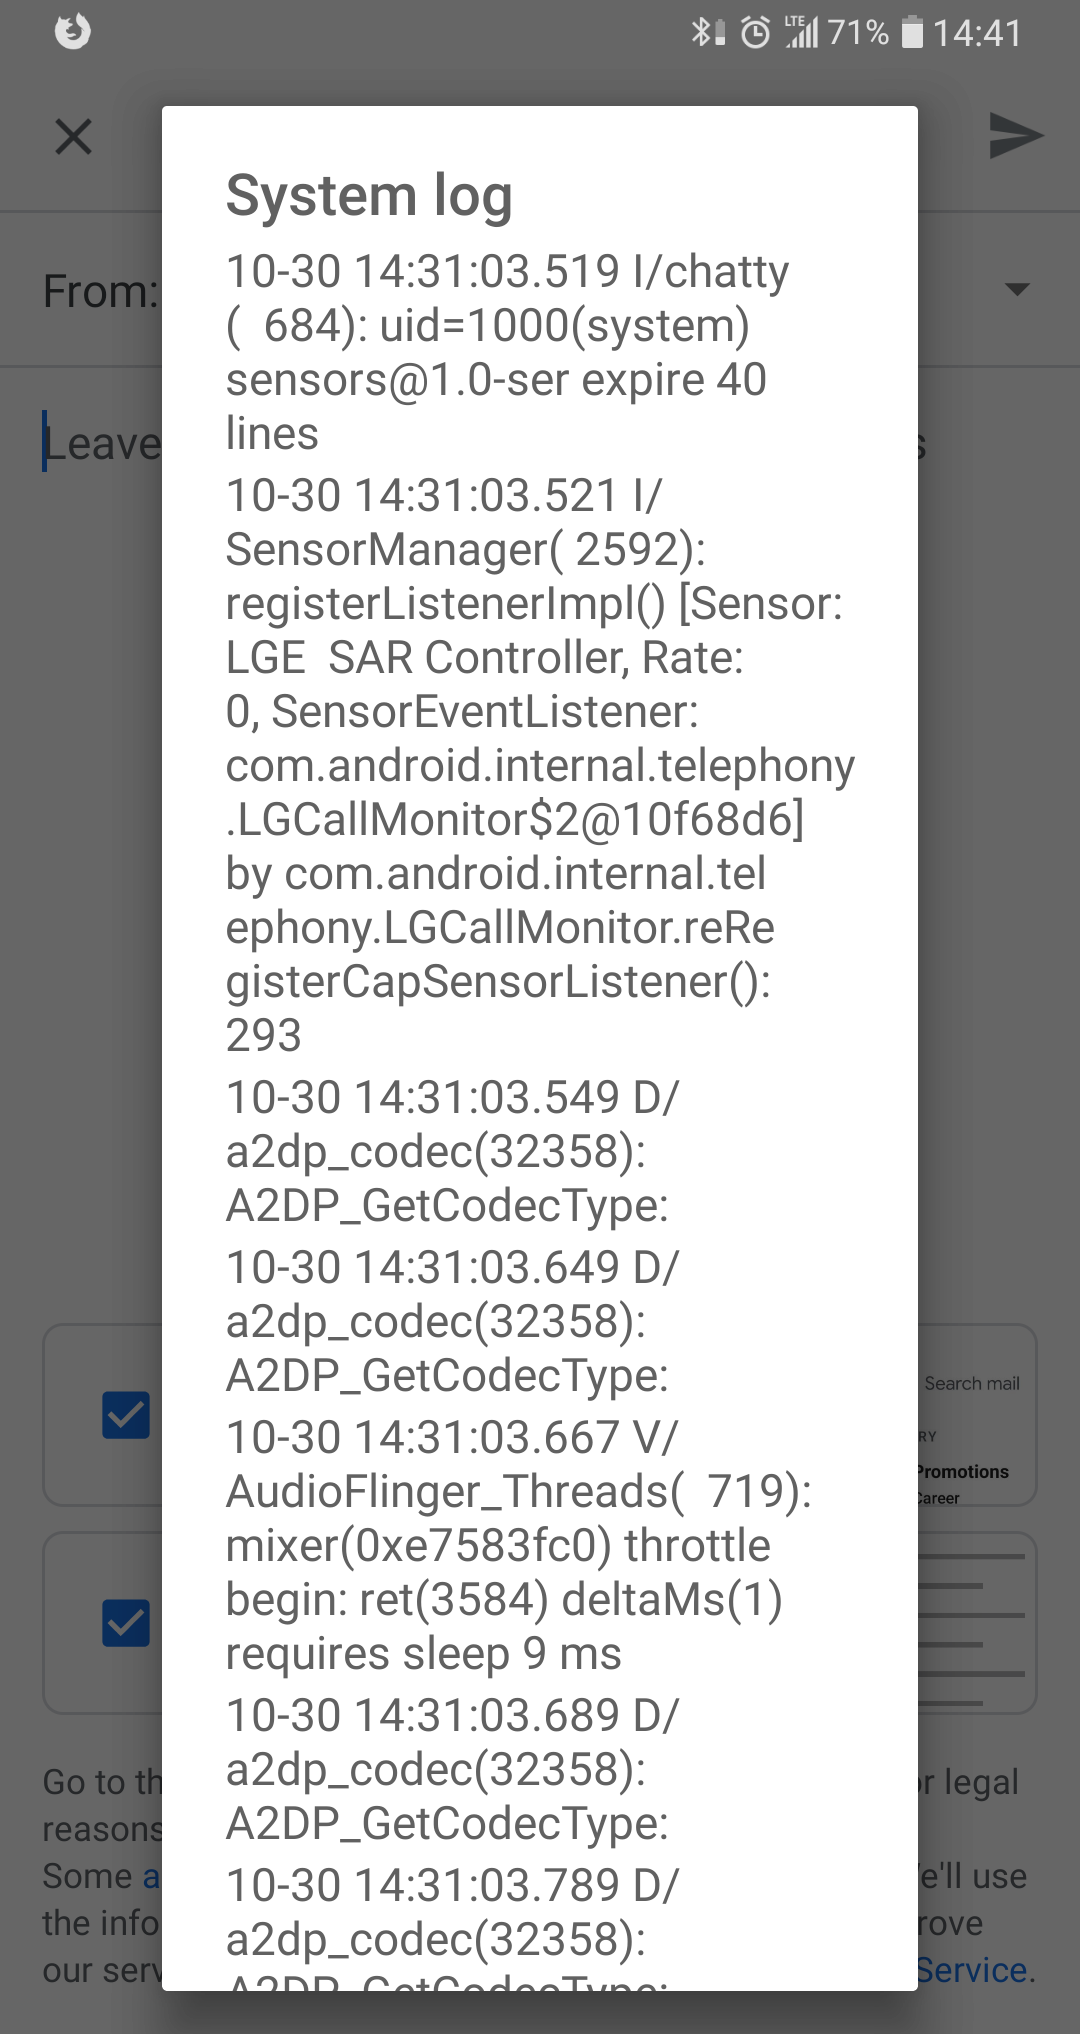 LTE 71% 14:41
System log
From:
10-30 14:31:03.519 I/chatty
( 684): uid=1000(system)
sensors@1.0-ser expire 40
lines
Leave
10-30 14:31:03.521 I/
SensorManager( 2592):
registerListenerImpl() [Sensor:
LGE  SAR Controller, Rate:
0, SensorEventListener:
com.android.internal.telephony
.LGCallMonitor$2@10f68d6]
by com.android.internal.tel
ephony.LGCallMonitor.reRe
gisterCapSensorListener():
293
10-30 14:31:03.549 D/
a2dp_codec(32358):
A2DP_GetCodecType:
10-30 14:31:03.649 D/
a2dp_codec(32358):
A2DP_GetCodecType:
10-30 14:31:03.667 V/
AudioFlinger_Threads(  719):
mixer(0xe7583fc0) throttle
begin: ret(3584) deltaMs(1)
requires sleep 9 ms
10-30 14:31:03.689 D/
a2dp_codec(32358):
A2DP_GetCodecType:
10-30 14:31:03.789 D/
a2dp_codec(32358):
A2DP_GetCodecType:
Search mail
RY
Promotions
Career
Go to th
r legal
reasons
Some a
e'll use
the info
rove
our serv
Service.